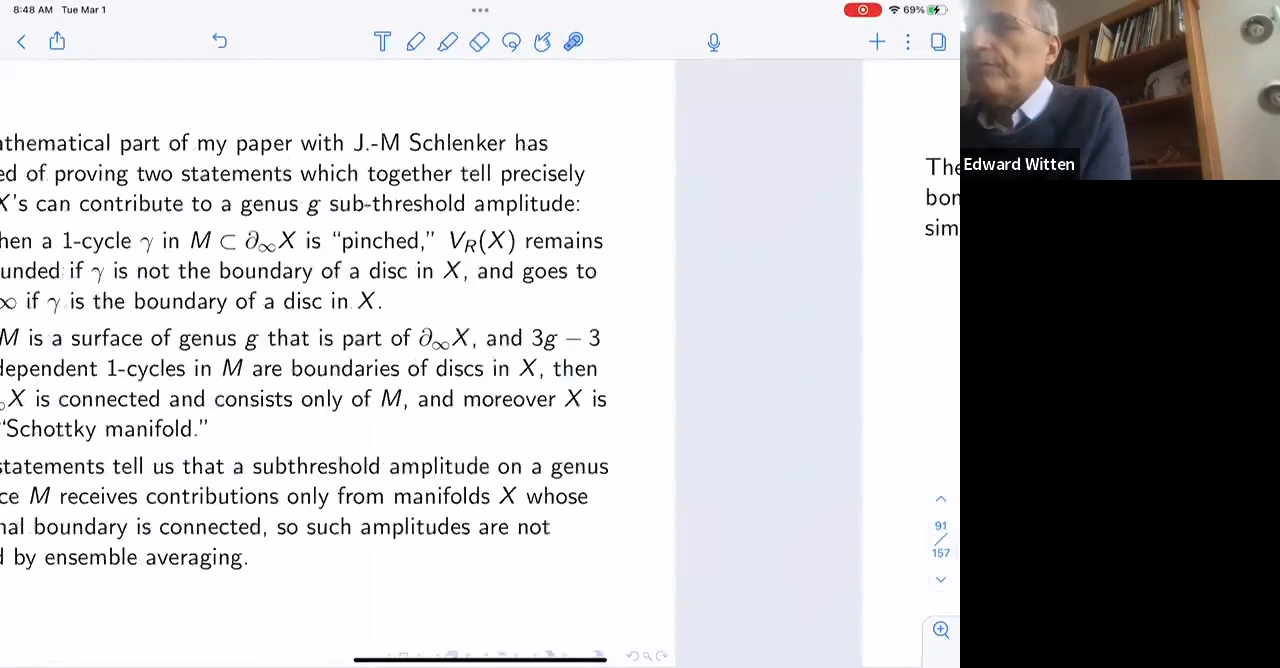 8:48 AM Tue Mar 1
69%
athematical part of my paper with J.-M Schlenker has
ed of proving two statements which together tell precisely
X's can contribute to a genus g sub-threshold amplitude:
hen a 1-cycle γ in M ⊂ ∂∞X is “pinched,” V_R(X) remains
unded if γ is not the boundary of a disc in X, and goes to
∞ if γ is the boundary of a disc in X.
M is a surface of genus g that is part of ∂∞X, and 3g − 3
dependent 1-cycles in M are boundaries of discs in X, then
∞X is connected and consists only of M, and moreover X is
“Schottky manifold.”
statements tell us that a subthreshold amplitude on a genus
ce M receives contributions only from manifolds X whose
nal boundary is connected, so such amplitudes are not
d by ensemble averaging.
The
bon
sim
91
157
Edward Witten